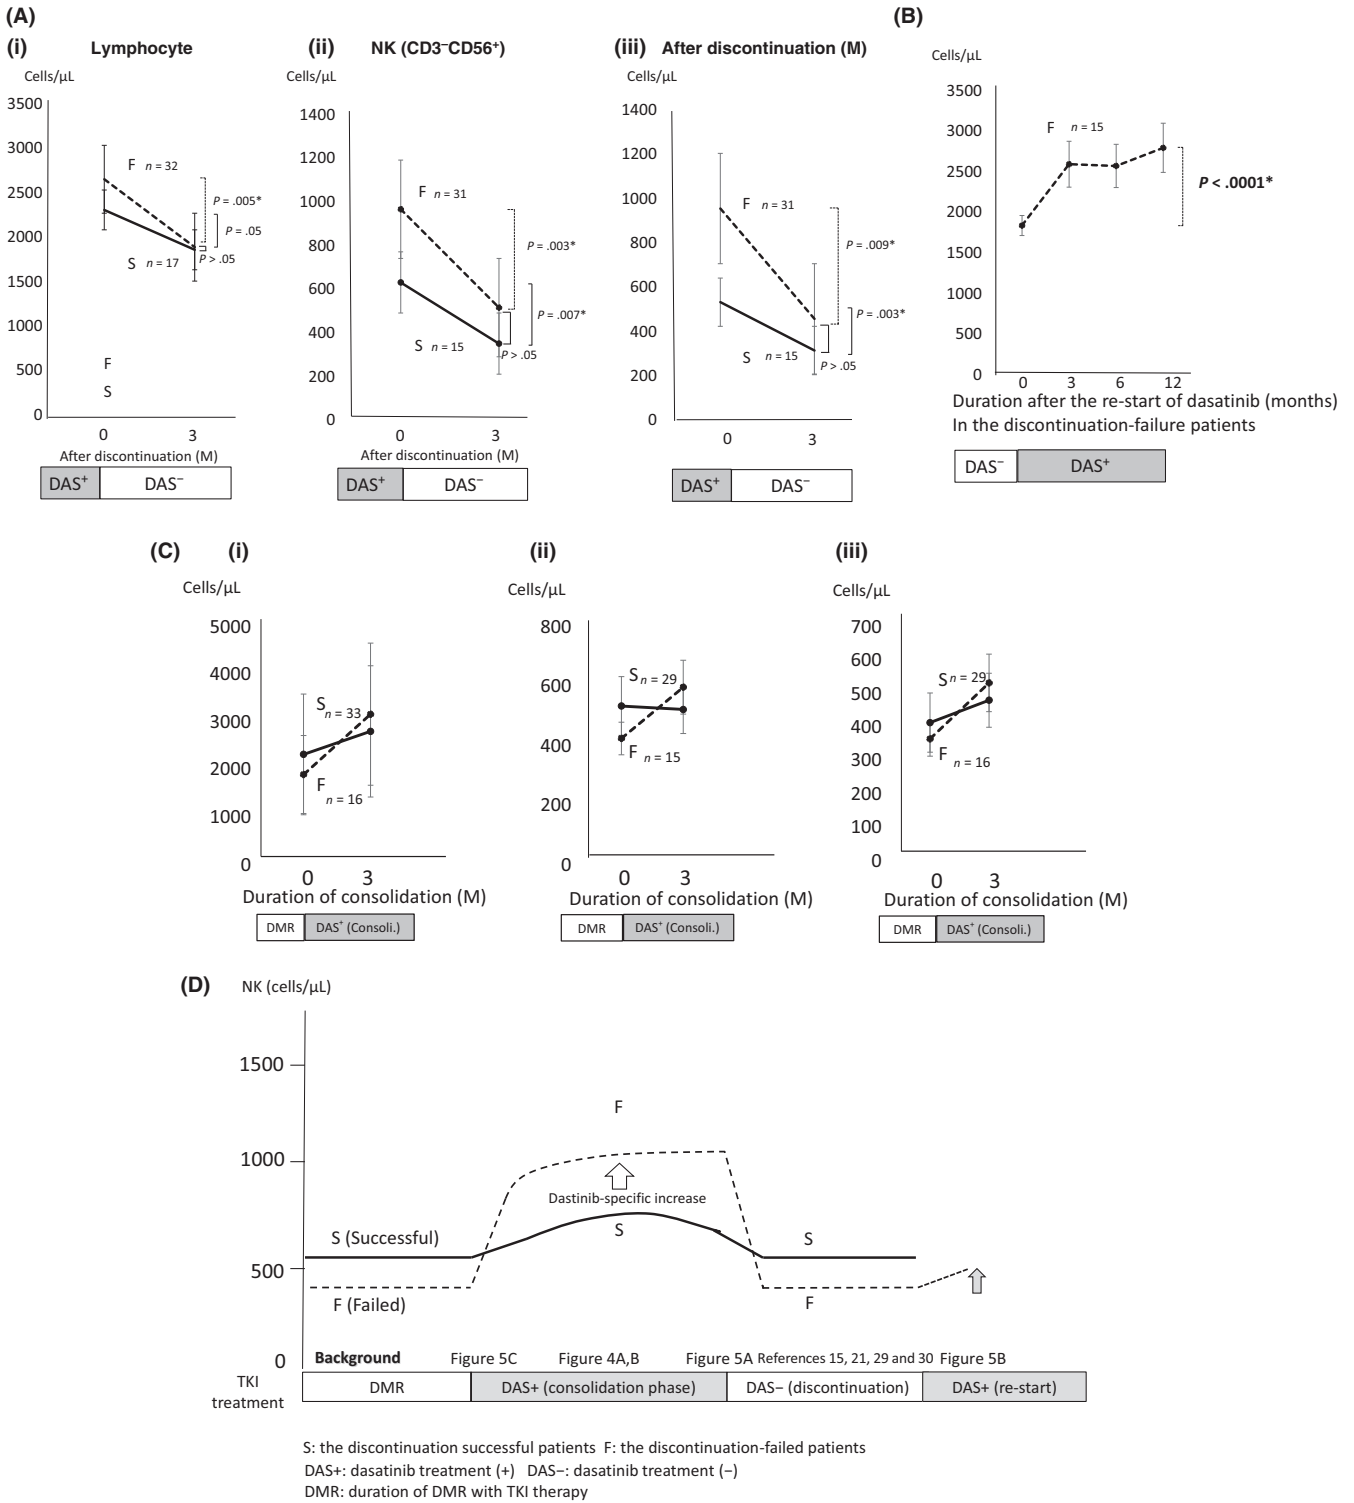 (A)
(i) Lymphocyte
Cells/µL
3500
3000
2500
2000
1500
1000
500
0
F n = 32
S n = 17
P = .005*
P = .05
P > .05
F
S
0 3
After discontinuation (M)
DAS+ DAS−
(ii) NK (CD3−CD56+)
Cells/µL
1400
1200
1000
800
600
400
200
0
F n = 31
S n = 15
P = .003*
P = .007*
P > .05
0 3
After discontinuation (M)
DAS+ DAS−
(iii) After discontinuation (M)
Cells/µL
1400
1200
1000
800
600
400
200
0
F n = 31
S n = 15
P = .009*
P = .003*
P > .05
0 3
DAS+ DAS−
(B)
Cells/µL
3500
3000
2500
2000
1500
1000
500
0
F n = 15
P < .0001*
0 3 6 12
Duration after the re-start of dasatinib (months)
In the discontinuation-failure patients
DAS− DAS+
(C) (i)
Cells/µL
5000
4000
3000
2000
1000
0
S n = 33
F n = 16
0 3
Duration of consolidation (M)
DMR DAS+ (Consoli.)
(ii)
Cells/µL
800
600
400
200
0
S n = 29
F n = 15
0 3
Duration of consolidation (M)
DMR DAS+ (Consoli.)
(iii)
Cells/µL
700
600
500
400
300
200
100
0
S n = 29
F n = 16
0 3
Duration of consolidation (M)
DMR DAS+ (Consoli.)
(D) NK (cells/µL)
1500
1000
500
0
F
Dastinib-specific increase
S
S (Successful)
F (Failed)
S
F
Background Figure 5C Figure 4A,B Figure 5A References 15, 21, 29 and 30 Figure 5B
TKI
treatment
DMR DAS+ (consolidation phase) DAS− (discontinuation) DAS+ (re-start)
S: the discontinuation successful patients F: the discontinuation-failed patients
DAS+: dasatinib treatment (+) DAS−: dasatinib treatment (−)
DMR: duration of DMR with TKI therapy